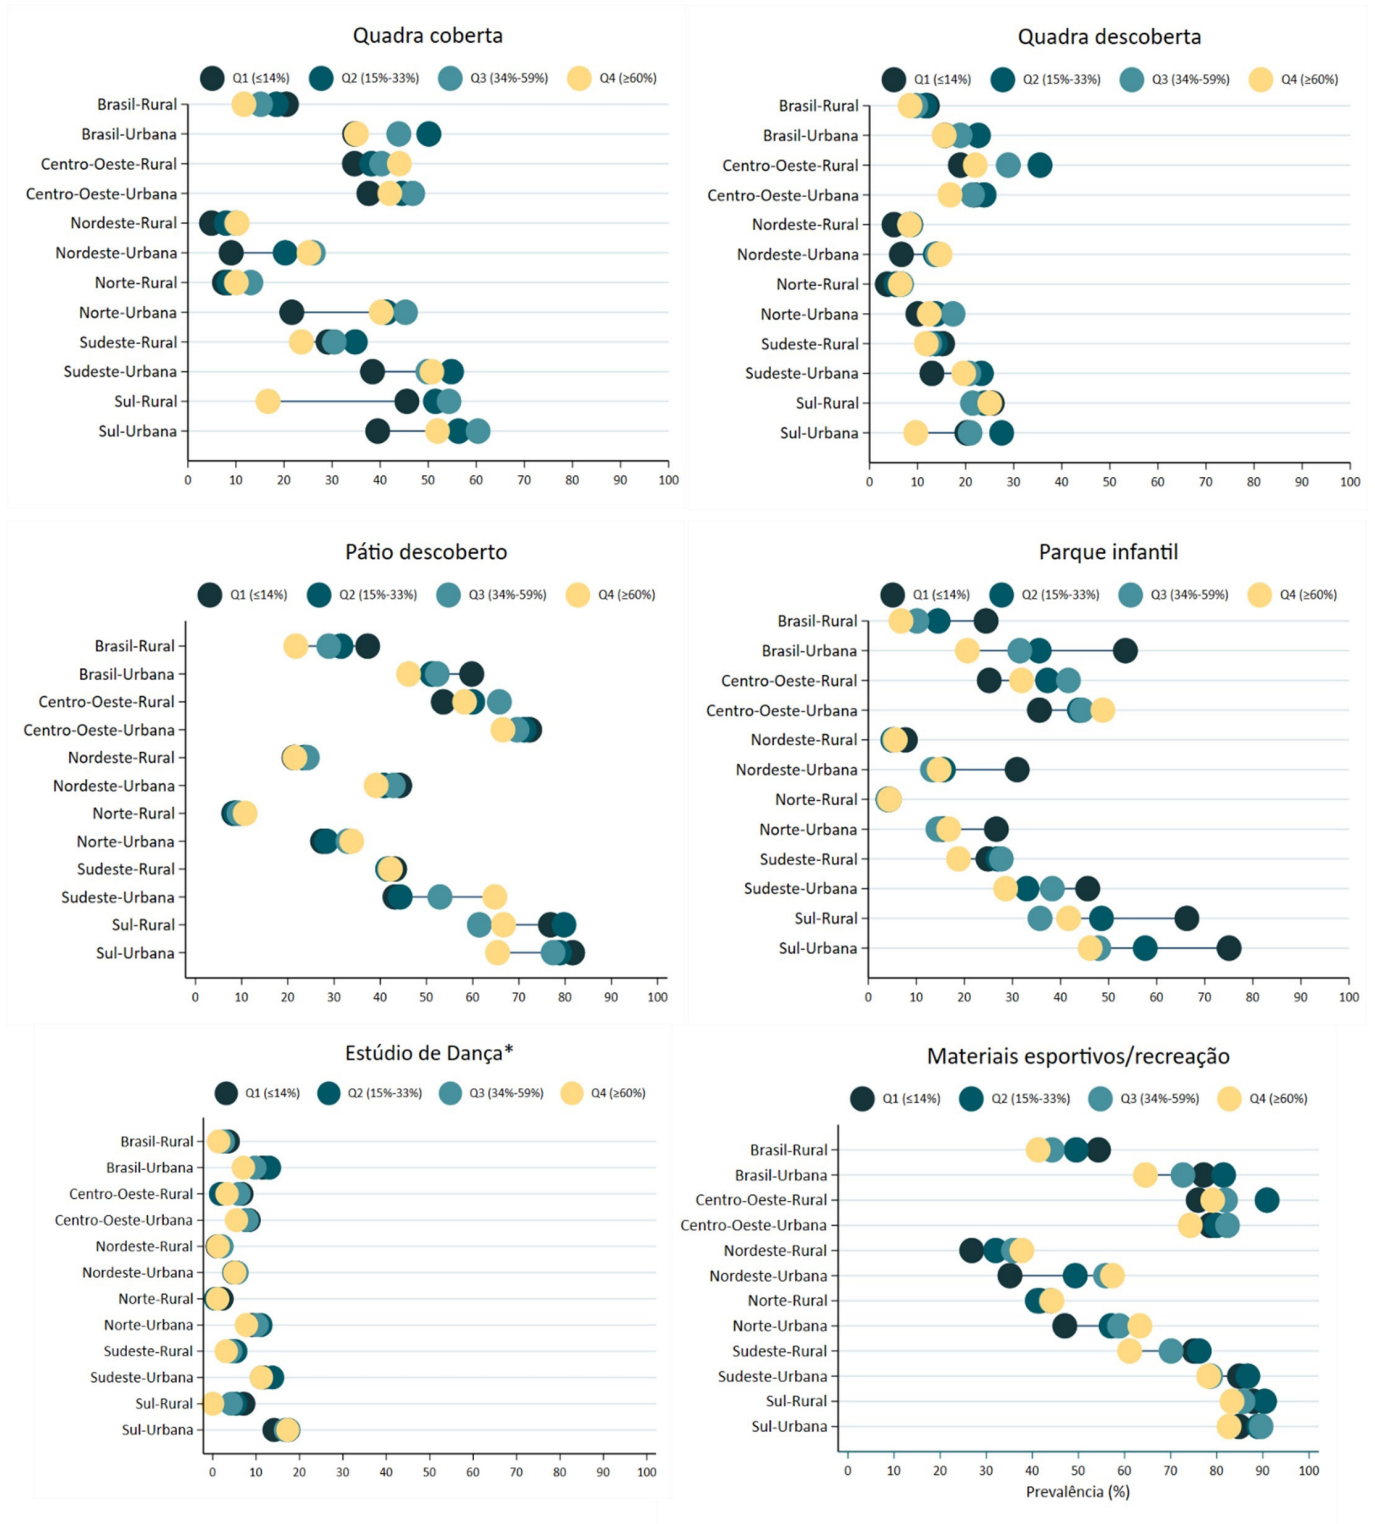 Quadra coberta
Q1 (≤14%) Q2 (15%-33%) Q3 (34%-59%) Q4 (≥60%)
Brasil-Rural
Brasil-Urbana
Centro-Oeste-Rural
Centro-Oeste-Urbana
Nordeste-Rural
Nordeste-Urbana
Norte-Rural
Norte-Urbana
Sudeste-Rural
Sudeste-Urbana
Sul-Rural
Sul-Urbana
0 10 20 30 40 50 60 70 80 90 100
Quadra descoberta
Q1 (≤14%) Q2 (15%-33%) Q3 (34%-59%) Q4 (≥60%)
Brasil-Rural
Brasil-Urbana
Centro-Oeste-Rural
Centro-Oeste-Urbana
Nordeste-Rural
Nordeste-Urbana
Norte-Rural
Norte-Urbana
Sudeste-Rural
Sudeste-Urbana
Sul-Rural
Sul-Urbana
0 10 20 30 40 50 60 70 80 90 100
Pátio descoberto
Q1 (≤14%) Q2 (15%-33%) Q3 (34%-59%) Q4 (≥60%)
Brasil-Rural
Brasil-Urbana
Centro-Oeste-Rural
Centro-Oeste-Urbana
Nordeste-Rural
Nordeste-Urbana
Norte-Rural
Norte-Urbana
Sudeste-Rural
Sudeste-Urbana
Sul-Rural
Sul-Urbana
0 10 20 30 40 50 60 70 80 90 100
Parque infantil
Q1 (≤14%) Q2 (15%-33%) Q3 (34%-59%) Q4 (≥60%)
Brasil-Rural
Brasil-Urbana
Centro-Oeste-Rural
Centro-Oeste-Urbana
Nordeste-Rural
Nordeste-Urbana
Norte-Rural
Norte-Urbana
Sudeste-Rural
Sudeste-Urbana
Sul-Rural
Sul-Urbana
0 10 20 30 40 50 60 70 80 90 100
Estúdio de Dança*
Q1 (≤14%) Q2 (15%-33%) Q3 (34%-59%) Q4 (≥60%)
Brasil-Rural
Brasil-Urbana
Centro-Oeste-Rural
Centro-Oeste-Urbana
Nordeste-Rural
Nordeste-Urbana
Norte-Rural
Norte-Urbana
Sudeste-Rural
Sudeste-Urbana
Sul-Rural
Sul-Urbana
0 10 20 30 40 50 60 70 80 90 100
Materiais esportivos/recreação
Q1 (≤14%) Q2 (15%-33%) Q3 (34%-59%) Q4 (≥60%)
Brasil-Rural
Brasil-Urbana
Centro-Oeste-Rural
Centro-Oeste-Urbana
Nordeste-Rural
Nordeste-Urbana
Norte-Rural
Norte-Urbana
Sudeste-Rural
Sudeste-Urbana
Sul-Rural
Sul-Urbana
0 10 20 30 40 50 60 70 80 90 100
Prevalência (%)